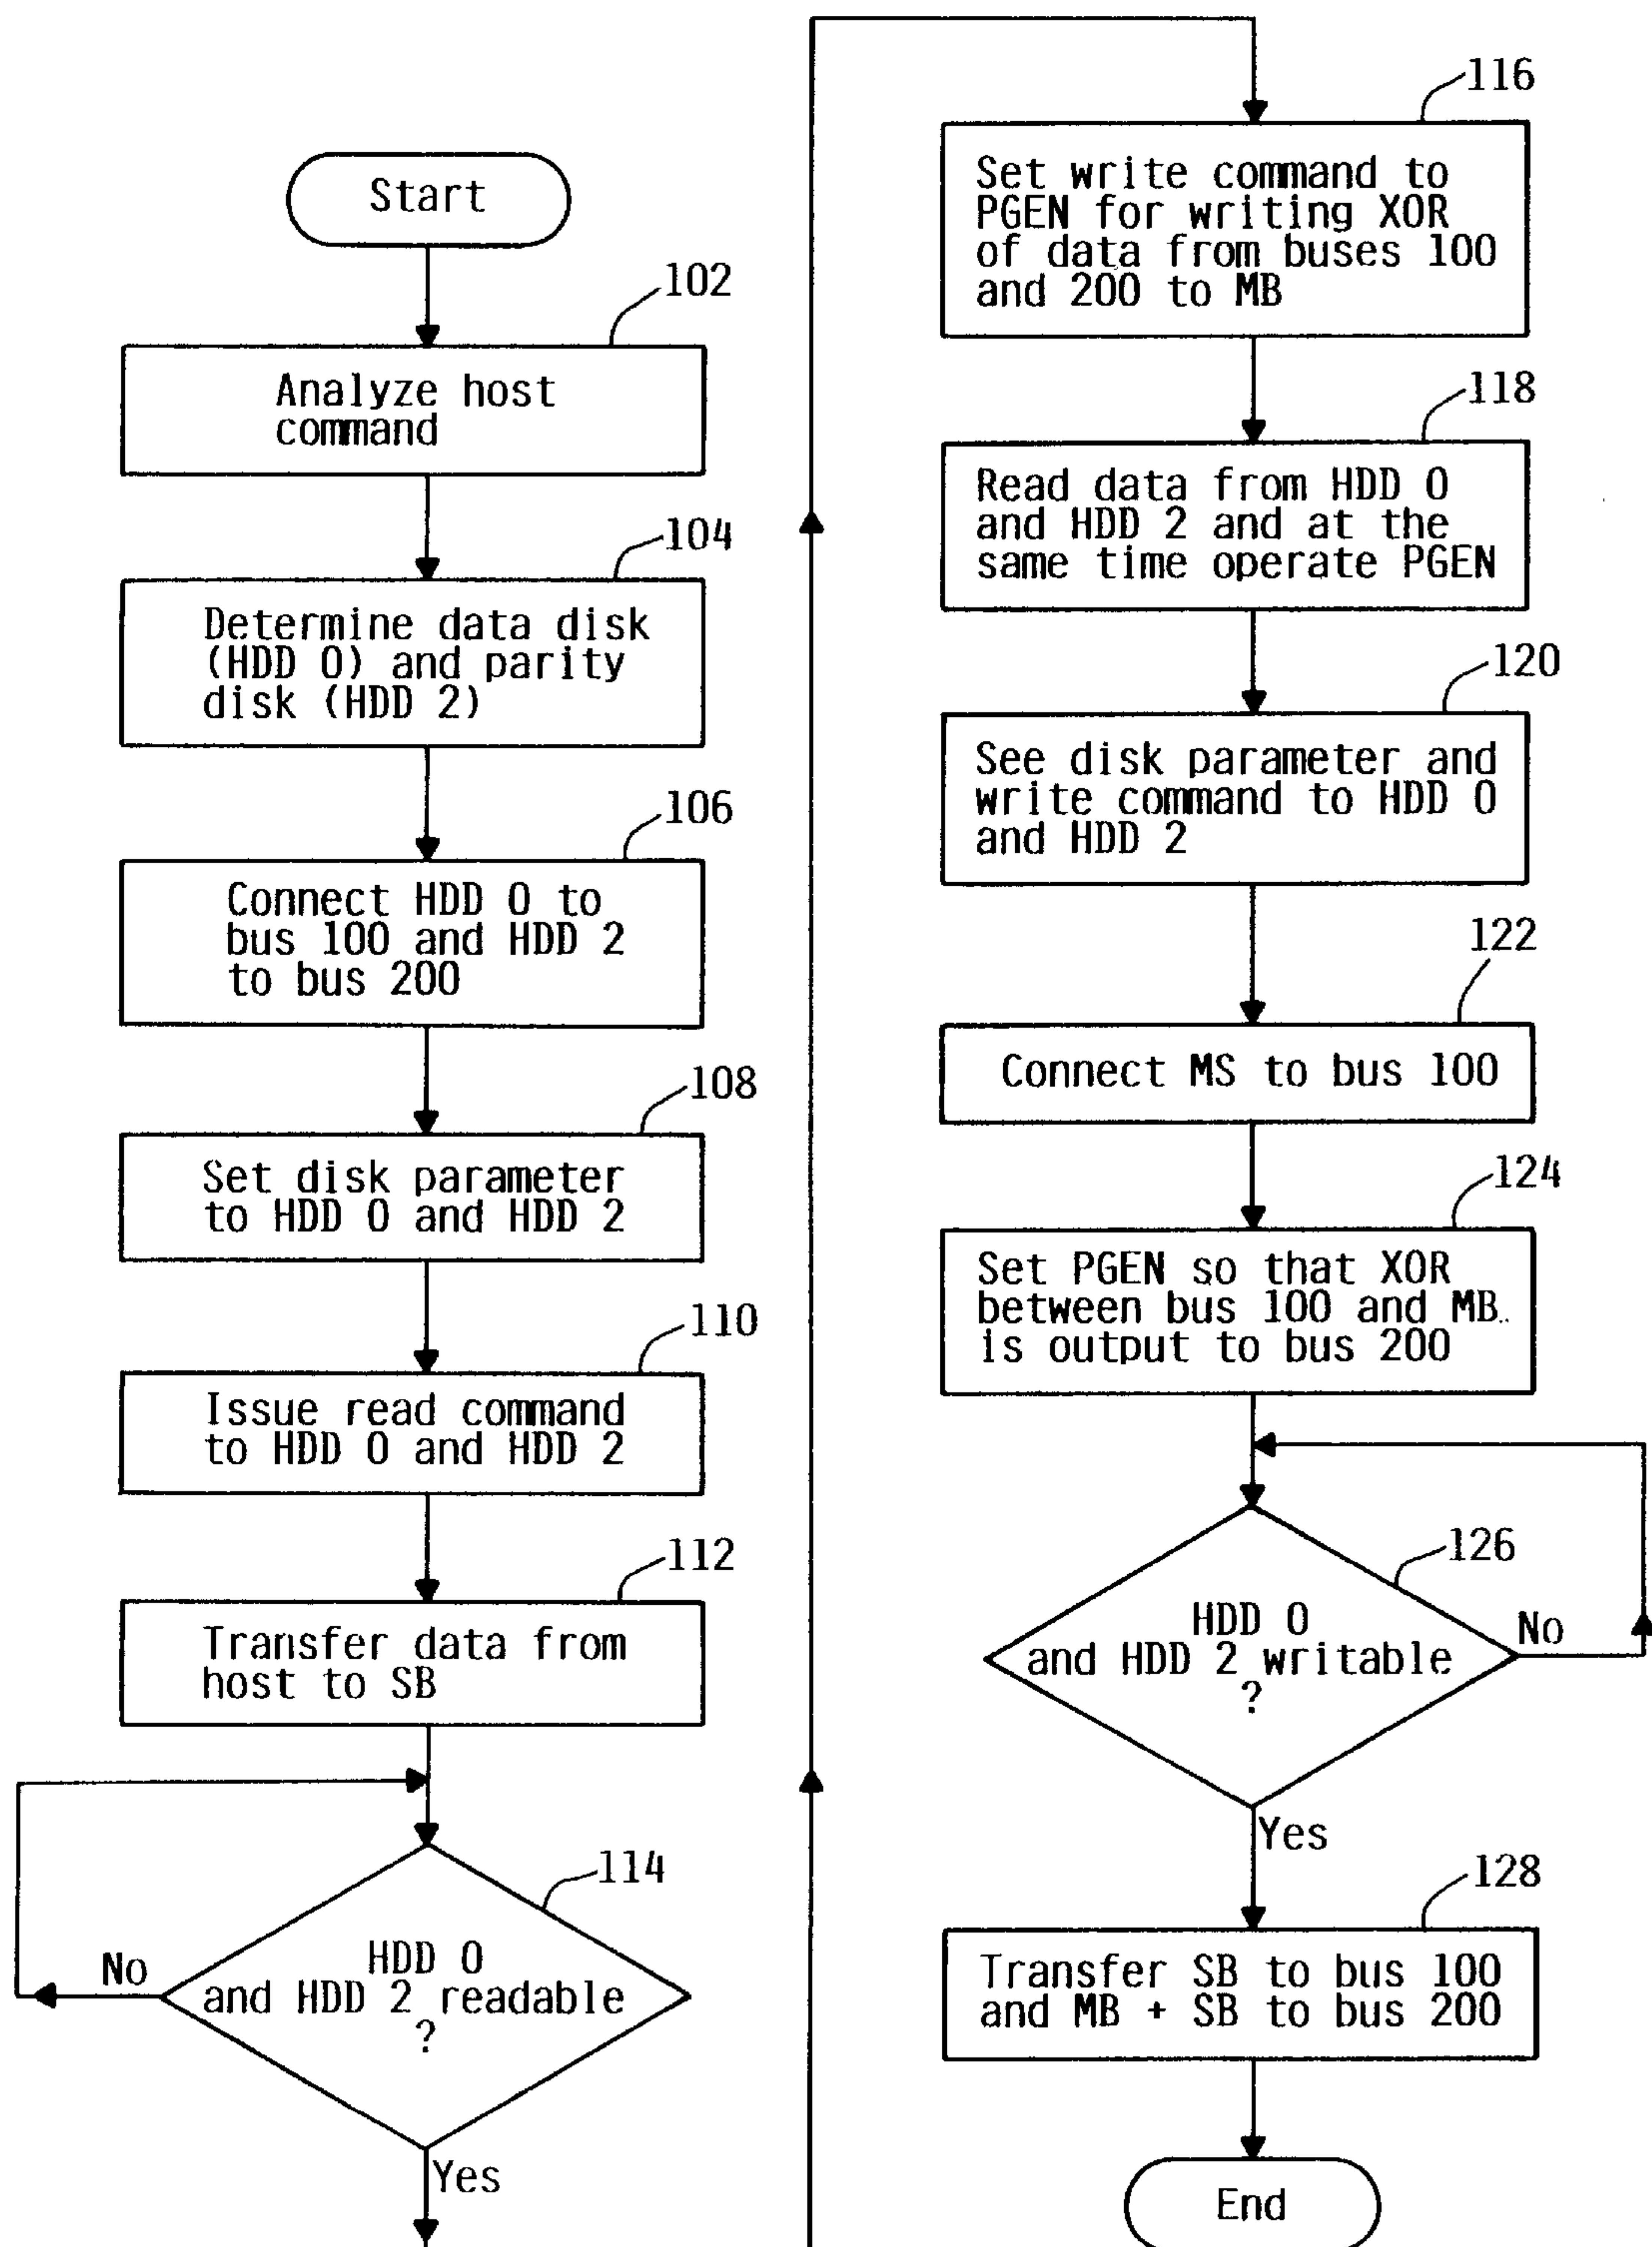 Start
102
Analyze host
command
104
Determine data disk
(HDD 0) and parity
disk (HDD 2)
106
Connect HDD 0 to
bus 100 and HDD 2
to bus 200
108
Set disk parameter
to HDD 0 and HDD 2
110
Issue read command
to HDD 0 and HDD 2
112
Transfer data from
host to SB
114
HDD 0
and HDD 2 readable
?
No
Yes
116
Set write command to
PGEN for writing XOR
of data from buses 100
and 200 to MB
118
Read data from HDD 0
and HDD 2 and at the
same time operate PGEN
120
See disk parameter and
write command to HDD 0
and HDD 2
122
Connect MS to bus 100
124
Set PGEN so that XOR
between bus 100 and MB
is output to bus 200
126
HDD 0
and HDD 2 writable
?
No
Yes
128
Transfer SB to bus 100
and MB + SB to bus 200
End